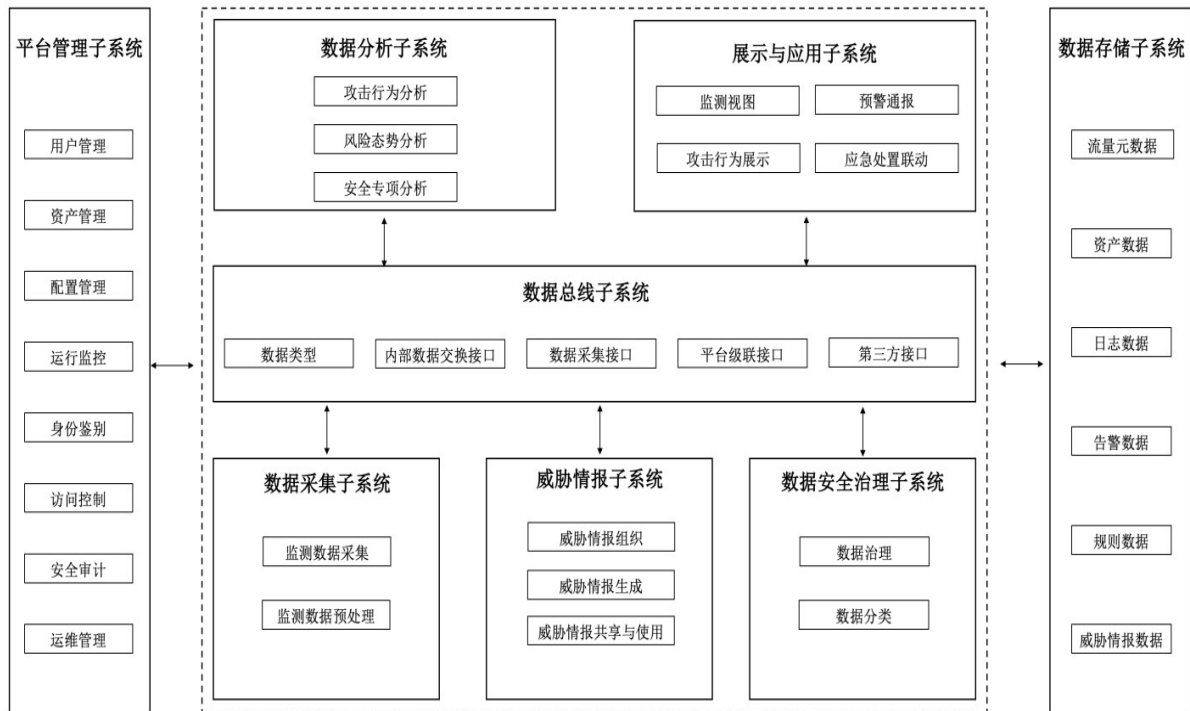 平台管理子系统
用户管理
资产管理
配置管理
运行监控
身份鉴别
访问控制
安全审计
运维管理
数据分析子系统
攻击行为分析
风险态势分析
安全专项分析
展示与应用子系统
监测视图
预警通报
攻击行为展示
应急处置联动
数据总线子系统
数据类型
内部数据交换接口
数据采集接口
平台级联接口
第三方接口
数据采集子系统
监测数据采集
监测数据预处理
威胁情报子系统
威胁情报组织
威胁情报生成
威胁情报共享与使用
数据安全治理子系统
数据治理
数据分类
数据存储子系统
流量元数据
资产数据
日志数据
告警数据
规则数据
威胁情报数据